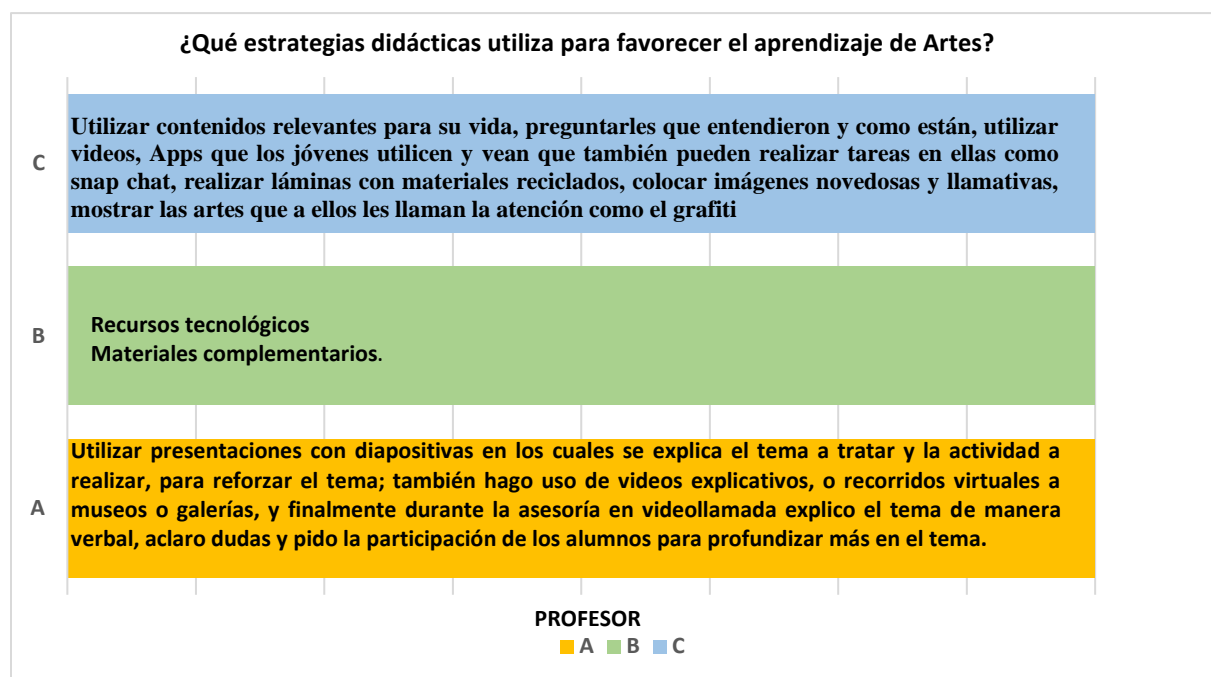 ¿Qué estrategias didácticas utiliza para favorecer el aprendizaje de Artes?
C
Utilizar contenidos relevantes para su vida, preguntarles que entendieron y como están, utilizar
videos, Apps que los jóvenes utilicen y vean que también pueden realizar tareas en ellas como
snap chat, realizar láminas con materiales reciclados, colocar imágenes novedosas y llamativas,
mostrar las artes que a ellos les llaman la atención como el grafiti
B
Recursos tecnológicos
Materiales complementarios.
A
Utilizar presentaciones con diapositivas en los cuales se explica el tema a tratar y la actividad a
realizar, para reforzar el tema; también hago uso de videos explicativos, o recorridos virtuales a
museos o galerías, y finalmente durante la asesoría en videollamada explico el tema de manera
verbal, aclaro dudas y pido la participación de los alumnos para profundizar más en el tema.
PROFESOR
A B C